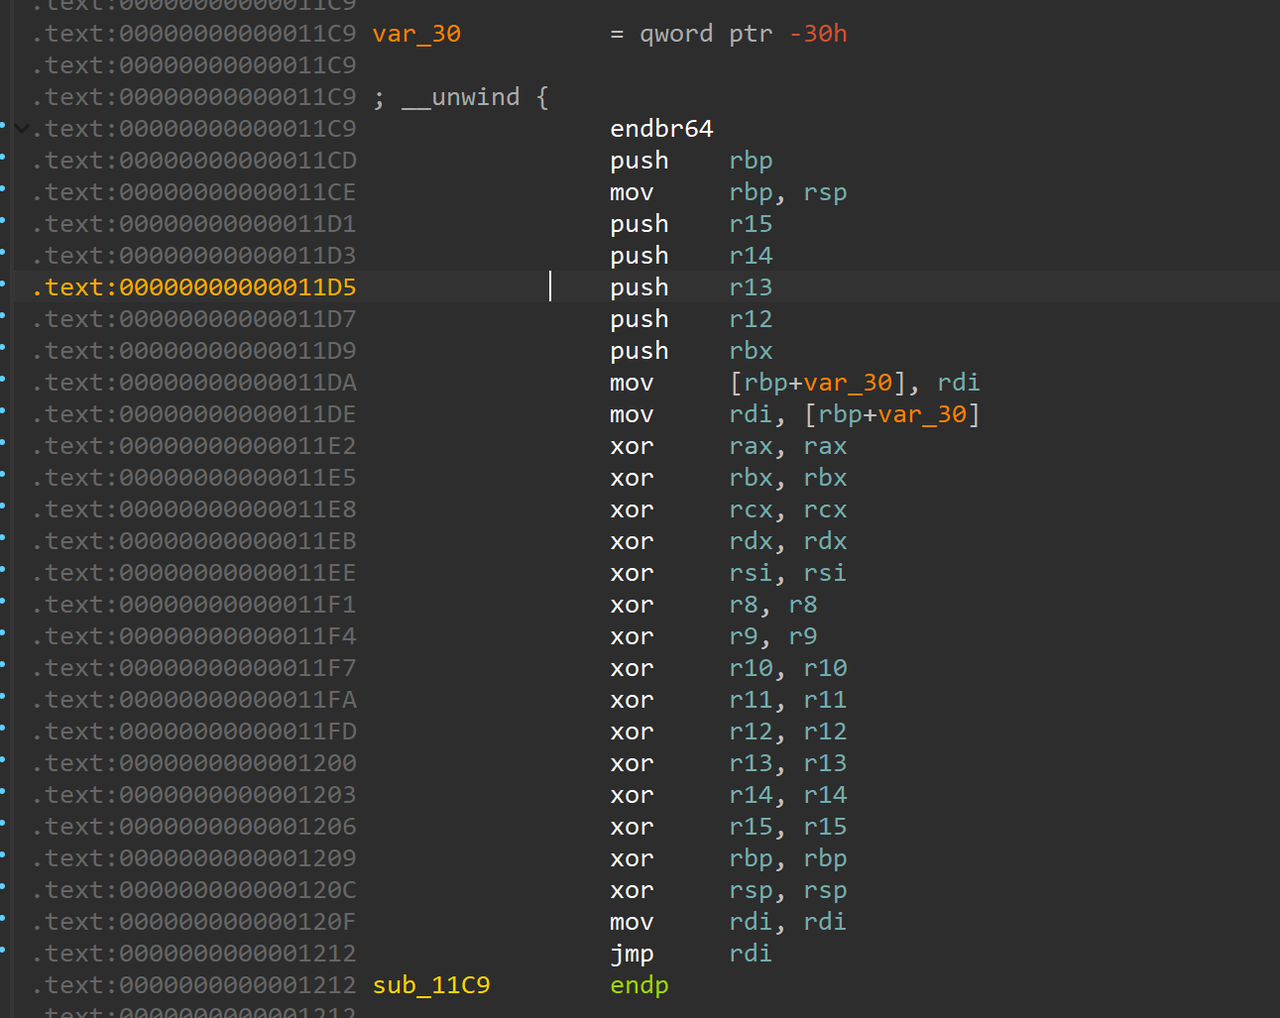 .text:00000000000011C9
.text:00000000000011C9 var_30 = qword ptr -30h
.text:00000000000011C9
.text:00000000000011C9 ; __unwind {
.text:00000000000011C9 endbr64
.text:00000000000011CD push rbp
.text:00000000000011CE mov rbp, rsp
.text:00000000000011D1 push r15
.text:00000000000011D3 push r14
.text:00000000000011D5 push r13
.text:00000000000011D7 push r12
.text:00000000000011D9 push rbx
.text:00000000000011DA mov [rbp+var_30], rdi
.text:00000000000011DE mov rdi, [rbp+var_30]
.text:00000000000011E2 xor rax, rax
.text:00000000000011E5 xor rbx, rbx
.text:00000000000011E8 xor rcx, rcx
.text:00000000000011EB xor rdx, rdx
.text:00000000000011EE xor rsi, rsi
.text:00000000000011F1 xor r8, r8
.text:00000000000011F4 xor r9, r9
.text:00000000000011F7 xor r10, r10
.text:00000000000011FA xor r11, r11
.text:00000000000011FD xor r12, r12
.text:0000000000001200 xor r13, r13
.text:0000000000001203 xor r14, r14
.text:0000000000001206 xor r15, r15
.text:0000000000001209 xor rbp, rbp
.text:000000000000120C xor rsp, rsp
.text:000000000000120F mov rdi, rdi
.text:0000000000001212 jmp rdi
.text:0000000000001212 sub_11C9 endp
.text:0000000000001212